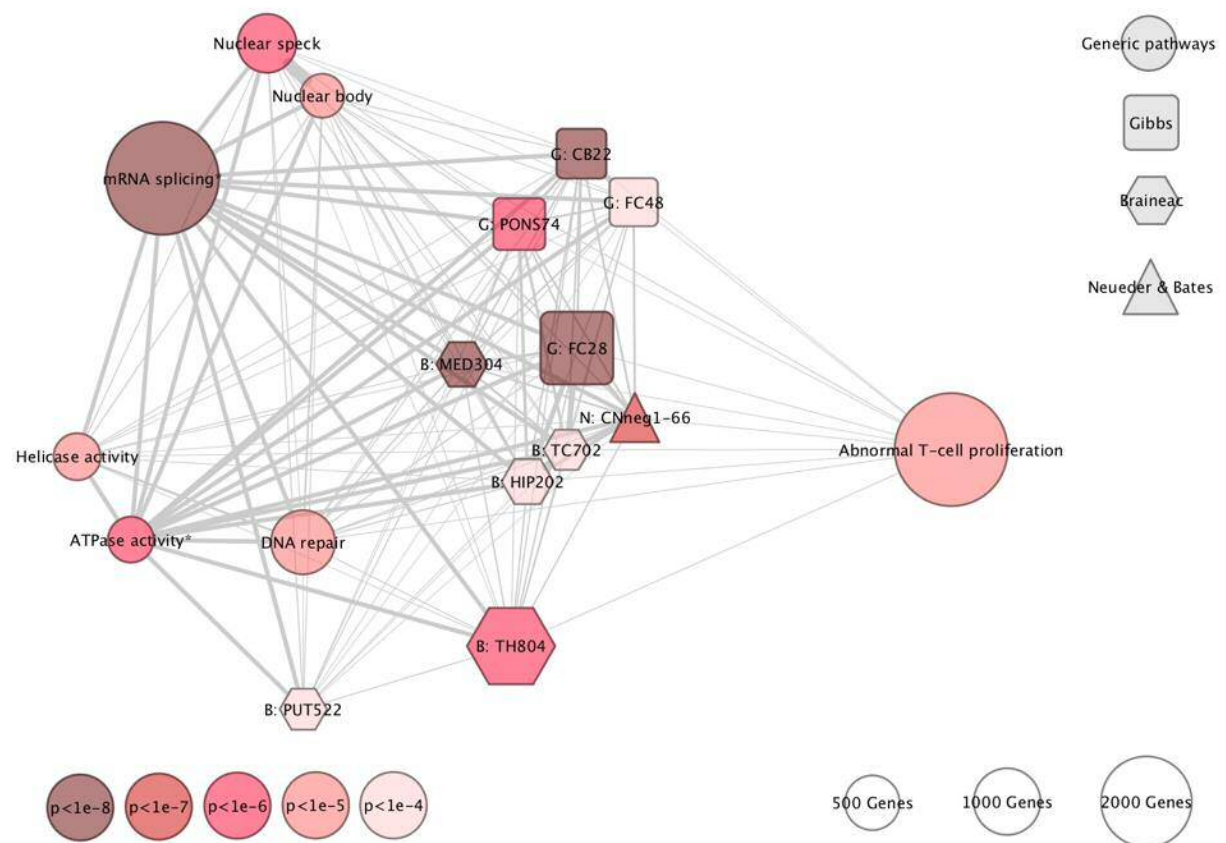 Nuclear speck
Generic pathways
Nuclear body
Gibbs
G: CB22
mRNA splicing*
G: FC48
Braineac
G: PONS74
Neueder & Bates
G: FC28
B: MED304
N: CNneg1-66
B: TC702
Abnormal T-cell proliferation
Helicase activity
B: HIP202
ATPase activity*
DNA repair
B: TH804
B: PUT522
p<1e-8
p<1e-7
p<1e-6
p<1e-5
p<1e-4
500 Genes
1000 Genes
2000 Genes